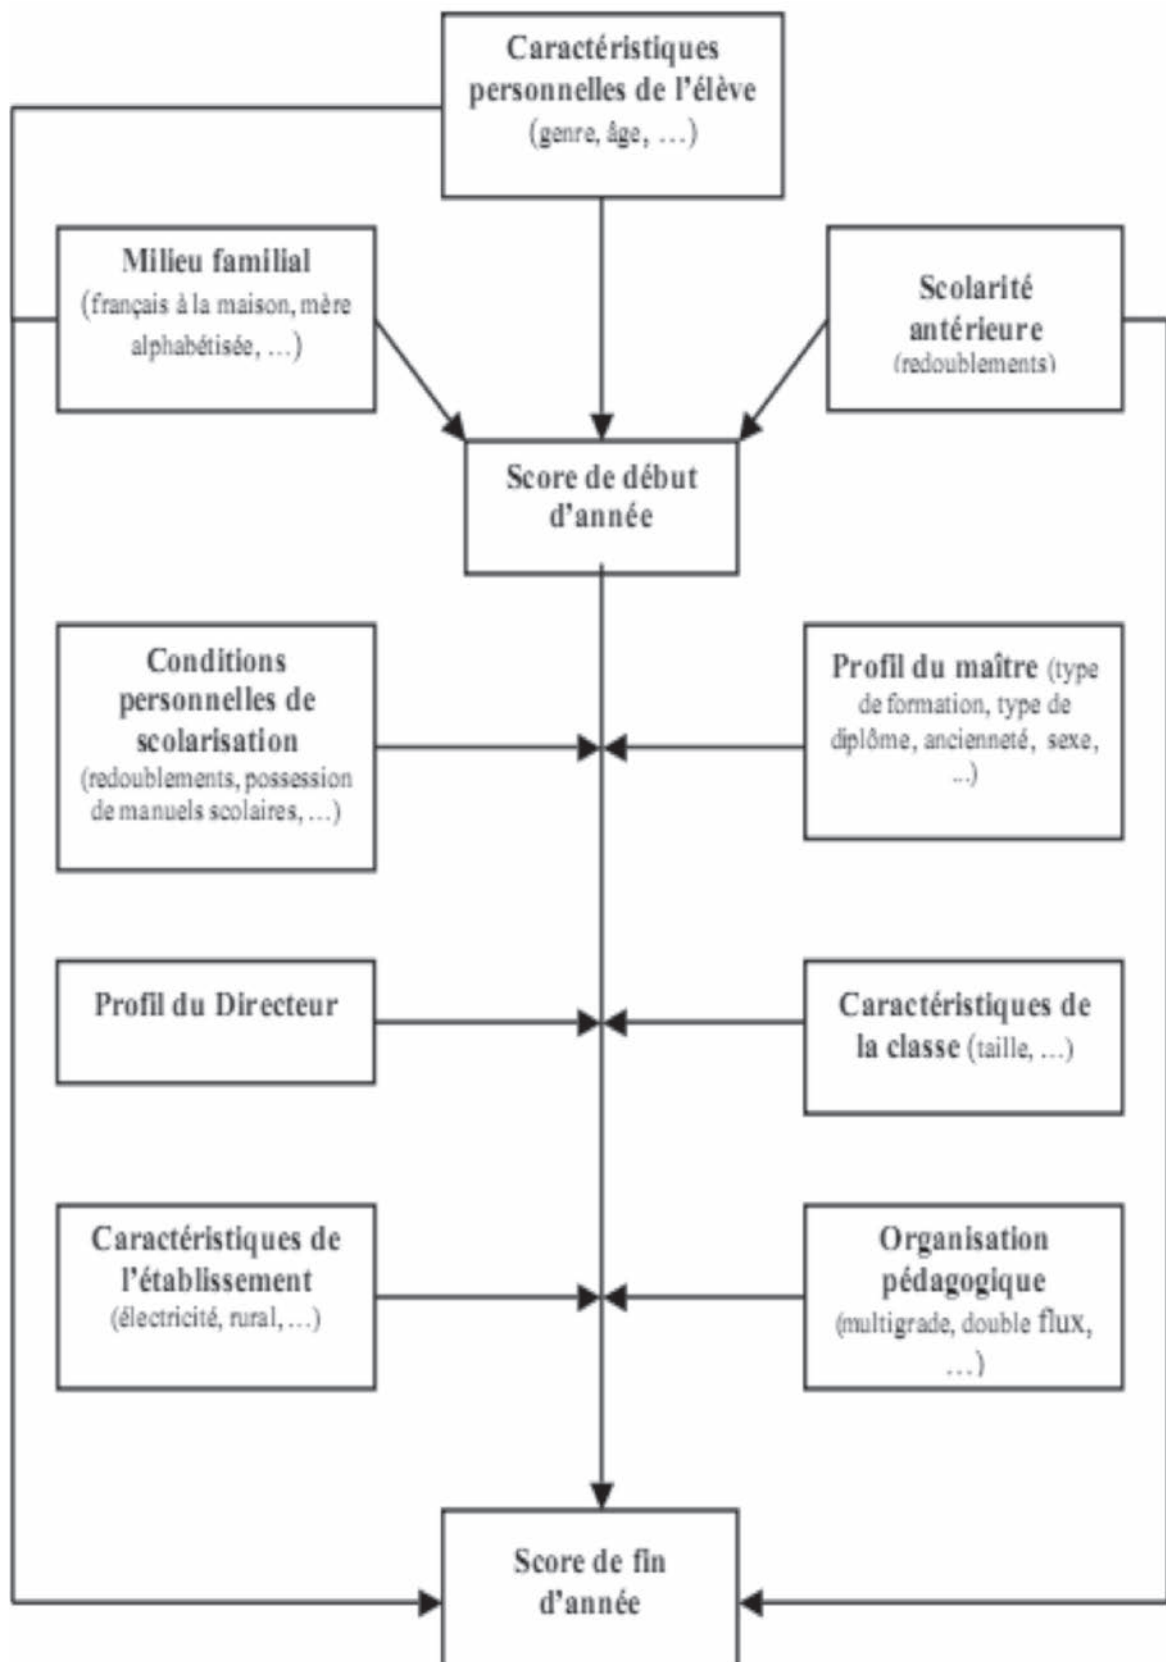 Caractéristiques
personnelles de l'élève
(genre, âge, …)
Milieu familial
(français à la maison, mère
alphabétisée, …)
Scolarité
antérieure
(redoublements)
Score de début
d'année
Conditions
personnelles de
scolarisation
(redoublements, possession
de manuels scolaires, …)
Profil du maître (type
de formation, type de
diplôme, ancienneté, sexe,
...)
Profil du Directeur
Caractéristiques de
la classe (taille, …)
Caractéristiques de
l'établissement
(électricité, rural, …)
Organisation
pédagogique
(multigrade, double flux,
…)
Score de fin
d'année